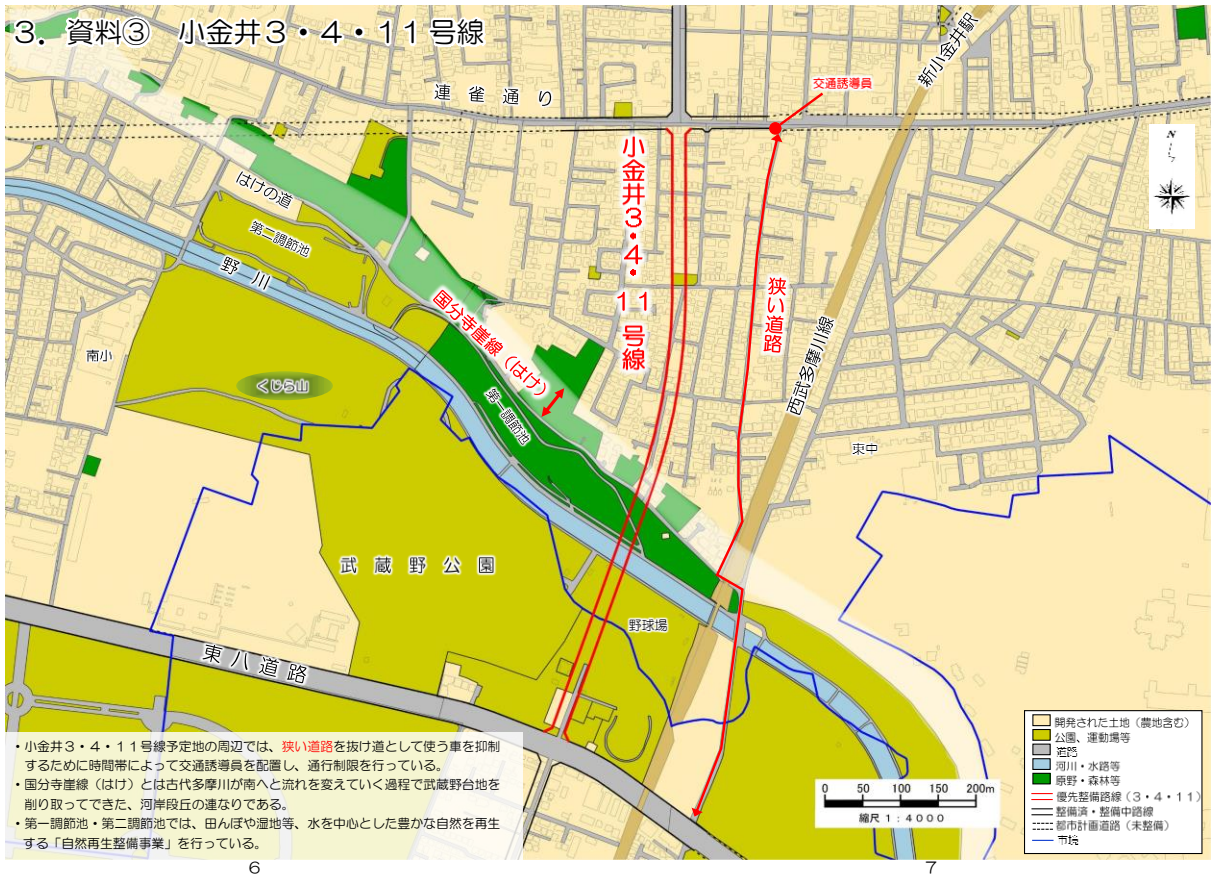 3．資料③　小金井３・４・１１号線
連雀通り
交通誘導員
新小金井駅
N
小金井３・４・１１号線
はけの道
第二調節池
野川
国分寺崖線（はけ）
狭い道路
西武多摩川線
南小
くじら山
第一調節池
東中
武蔵野公園
野球場
東八道路
・小金井３・４・１１号線予定地の周辺では、狭い道路を抜け道として使う車を抑制
するために時間帯によって交通誘導員を配置し、通行制限を行っている。
・国分寺崖線（はけ）とは古代多摩川が南へと流れを変えていく過程で武蔵野台地を
削り取ってできた、河岸段丘の連なりである。
・第一調節池・第二調節池では、田んぼや湿地等、水を中心とした豊かな自然を再生
する「自然再生整備事業」を行っている。
0 50 100 150 200m
縮尺 1：4000
開発された土地（農地含む）
公園、運動場等
道路
河川・水路等
原野・森林等
優先整備路線（３・４・１１）
整備済・整備中路線
都市計画道路（未整備）
市境
6
7